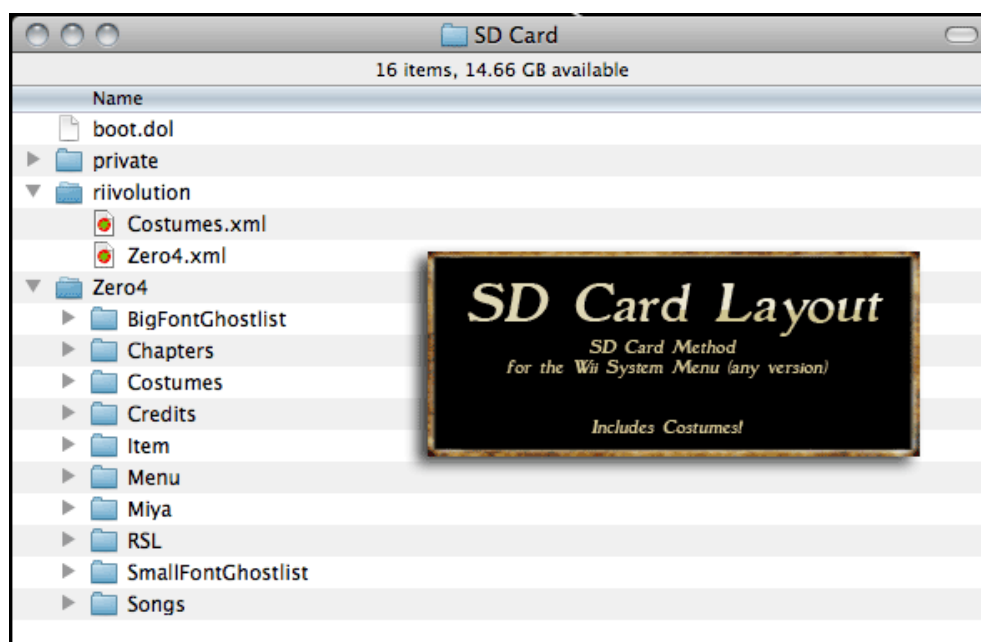 SD Card
16 items, 14.66 GB available
Name
boot.dol
private
riivolution
Costumes.xml
Zero4.xml
Zero4
BigFontGhostlist
Chapters
Costumes
Credits
Item
Menu
Miya
RSL
SmallFontGhostlist
Songs
SD Card Layout
SD Card Method
for the Wii System Menu (any version)
Includes Costumes!